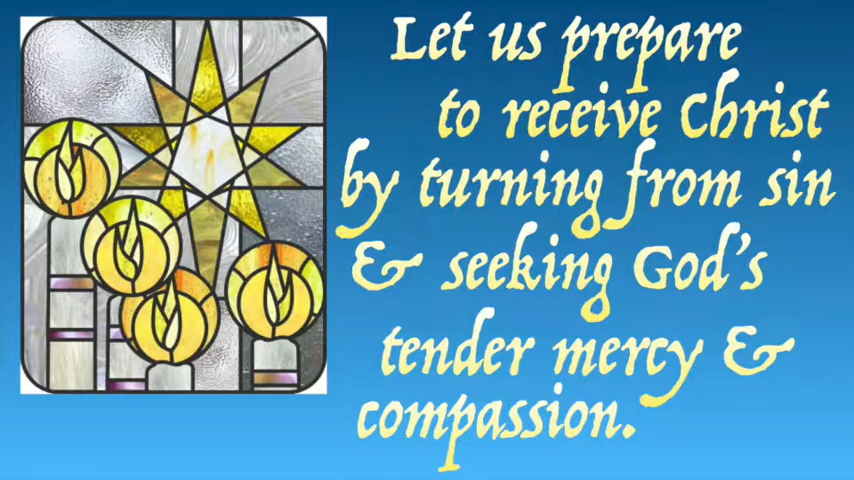 Let us prepare
to receive Christ
by turning from sin
& seeking God's
tender mercy &
compassion.